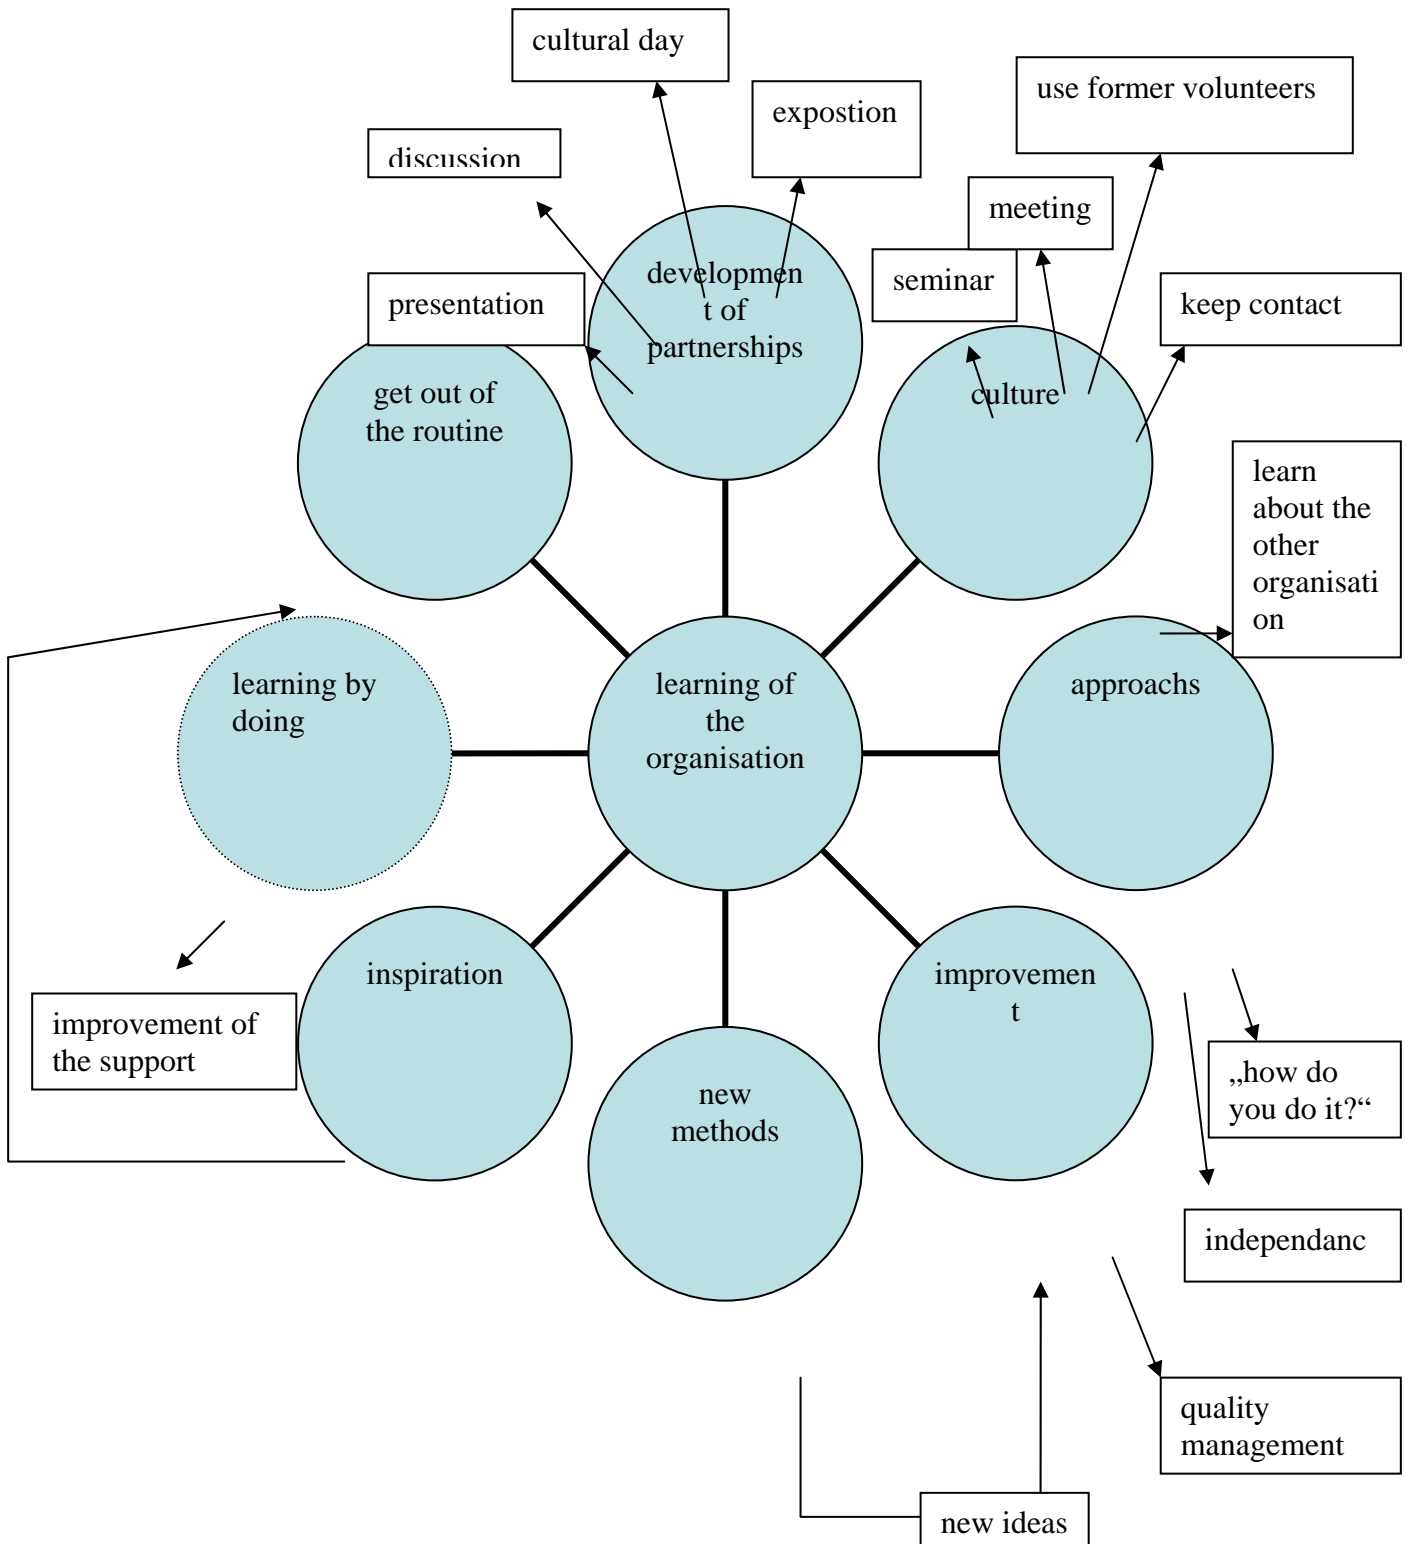 cultural day
use former volunteers
expostion
discussion
meeting
seminar
developmen
t of
partnerships
presentation
keep contact
get out of
the routine
culture
learn
about the
other
organisati
on
learning by
doing
learning of
the
organisation
approachs
inspiration
improvemen
t
improvement of
the support
new
methods
„how do
you do it?“
independanc
quality
management
new ideas